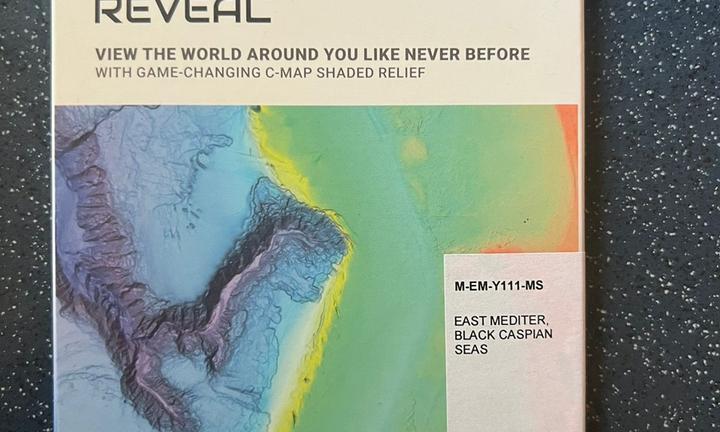 REVEAL
VIEW THE WORLD AROUND YOU LIKE NEVER BEFORE
WITH GAME-CHANGING C-MAP SHADED RELIEF
M-EM-Y111-MS
EAST MEDITER,
BLACK CASPIAN
SEAS